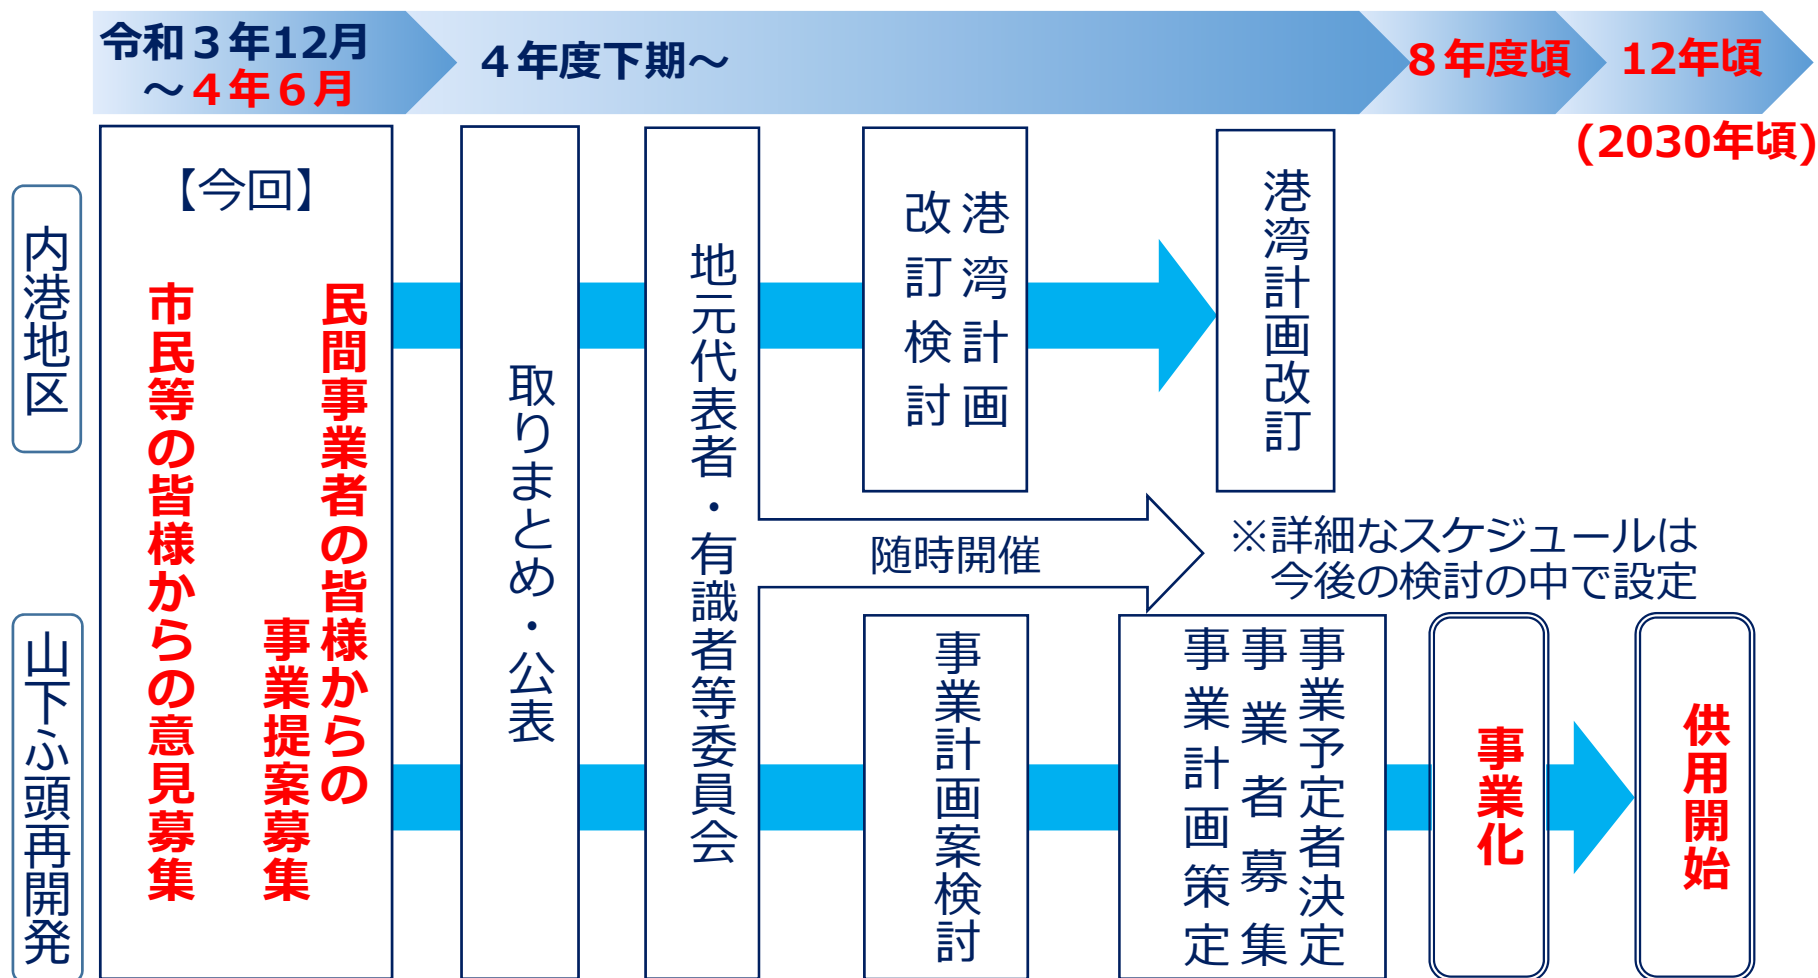 令和３年12月
～４年６月
４年度下期～
８年度頃
12年頃
(2030年頃)
内港地区
山下ふ頭再開発
【今回】
民間事業者の皆様からの
事業提案募集
市民等の皆様からの意見募集
取りまとめ・公表
地元代表者・有識者等委員会
港湾計画
改訂検討
港湾計画改訂
随時開催
※詳細なスケジュールは
今後の検討の中で設定
事業計画案検討
事業予定者決定
事業者募集
事業計画策定
事業化
供用開始